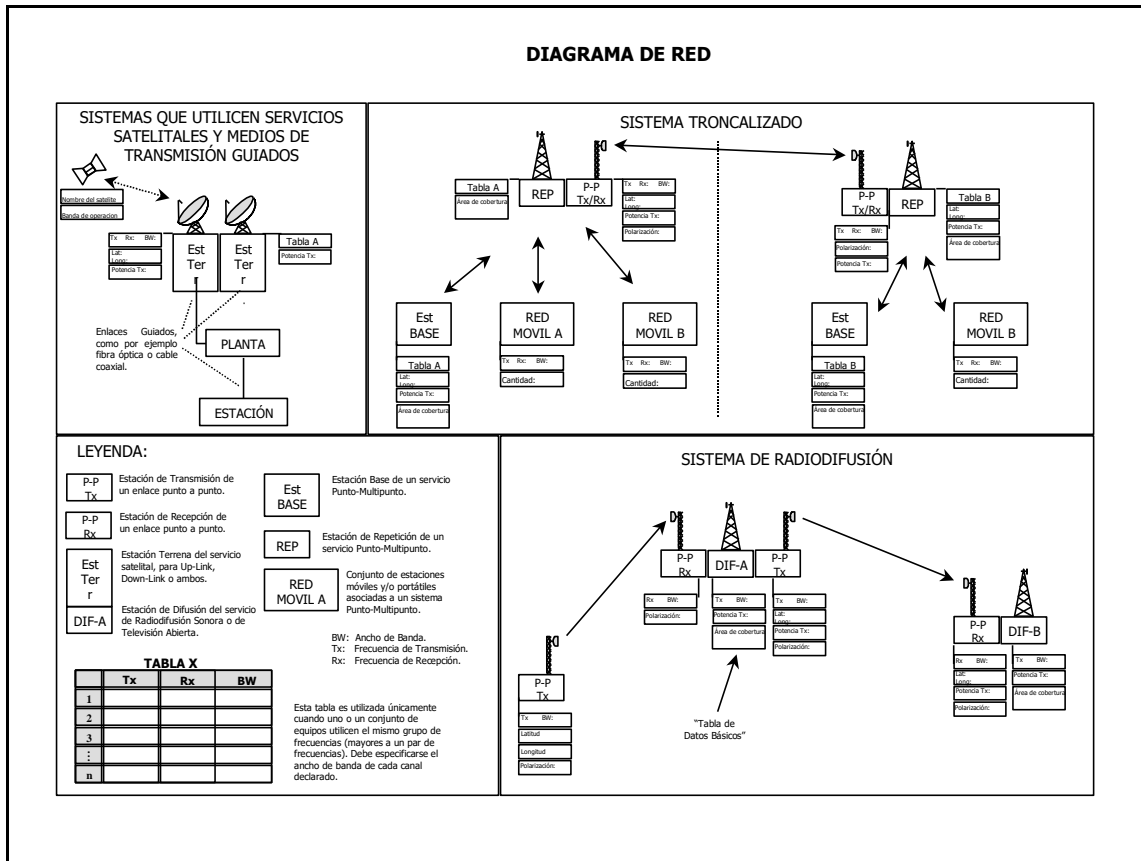 DIAGRAMA DE RED
SISTEMAS QUE UTILICEN SERVICIOS
SATELITALES Y MEDIOS DE
TRANSMISIÓN GUIADOS
Nombre del satelite
Banda de operacion
Tx Rx: BW:
Lat:
Long:
Potencia Tx:
Est
Ter
r
Est
Ter
r
Tabla A
Potencia Tx:
Enlaces Guiados,
como por ejemplo
fibra óptica o cable
coaxial.
PLANTA
ESTACIÓN
SISTEMA TRONCALIZADO
Tabla A
Área de cobertura
REP
P-P
Tx/Rx
Tx Rx: BW:
Lat:
Long:
Potencia Tx:
Polarización:
P-P
Tx/Rx
REP
Tx Rx: BW:
Polarización:
Potencia Tx:
Tabla B
Lat:
Long:
Potencia Tx:
Área de cobertura
Est
BASE
Tabla A
Lat:
Long:
Potencia Tx:
Área de cobertura
RED
MOVIL A
Tx Rx: BW:
Cantidad:
RED
MOVIL B
Tx Rx: BW:
Cantidad:
Est
BASE
Tabla B
Lat:
Long:
Potencia Tx:
Área de cobertura
RED
MOVIL B
Tx Rx: BW:
Cantidad:
LEYENDA:
P-P
Tx
Estación de Transmisión de
un enlace punto a punto.
P-P
Rx
Estación de Recepción de
un enlace punto a punto.
Est
Ter
r
Estación Terrena del servicio
satelital, para Up-Link,
Down-Link o ambos.
DIF-A
Estación de Difusión del servicio
de Radiodifusión Sonora o de
Televisión Abierta.
Est
BASE
Estación Base de un servicio
Punto-Multipunto.
REP
Estación de Repetición de un
servicio Punto-Multipunto.
RED
MOVIL A
Conjunto de estaciones
móviles y/o portátiles
asociadas a un sistema
Punto-Multipunto.
BW: Ancho de Banda.
Tx: Frecuencia de Transmisión.
Rx: Frecuencia de Recepción.
TABLA X
Tx Rx BW
1
2
3
⋮
n
Esta tabla es utilizada únicamente
cuando uno o un conjunto de
equipos utilicen el mismo grupo de
frecuencias (mayores a un par de
frecuencias). Debe especificarse el
ancho de banda de cada canal
declarado.
SISTEMA DE RADIODIFUSIÓN
P-P
Tx
Tx BW:
Latitud
Longitud
Polarización:
P-P
Rx
Rx BW:
Polarización:
DIF-A
Tx BW:
Potencia Tx:
Área de cobertura
P-P
Tx
Tx BW:
Lat:
Long:
Potencia Tx:
Polarización:
"Tabla de
Datos Básicos"
P-P
Rx
Rx BW:
Lat:
Long:
Potencia Tx:
Polarización:
DIF-B
Tx BW:
Potencia Tx:
Área de cobertura